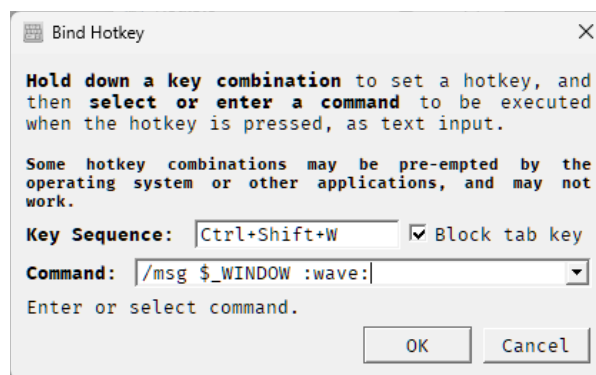 Bind Hotkey
Hold down a key combination to set a hotkey, and
then select or enter a command to be executed
when the hotkey is pressed, as text input.
Some hotkey combinations may be pre-empted by the
operating system or other applications, and may not
work.
Key Sequence: Ctrl+Shift+W Block tab key
Command: /msg $_WINDOW :wave:
Enter or select command.
OK Cancel